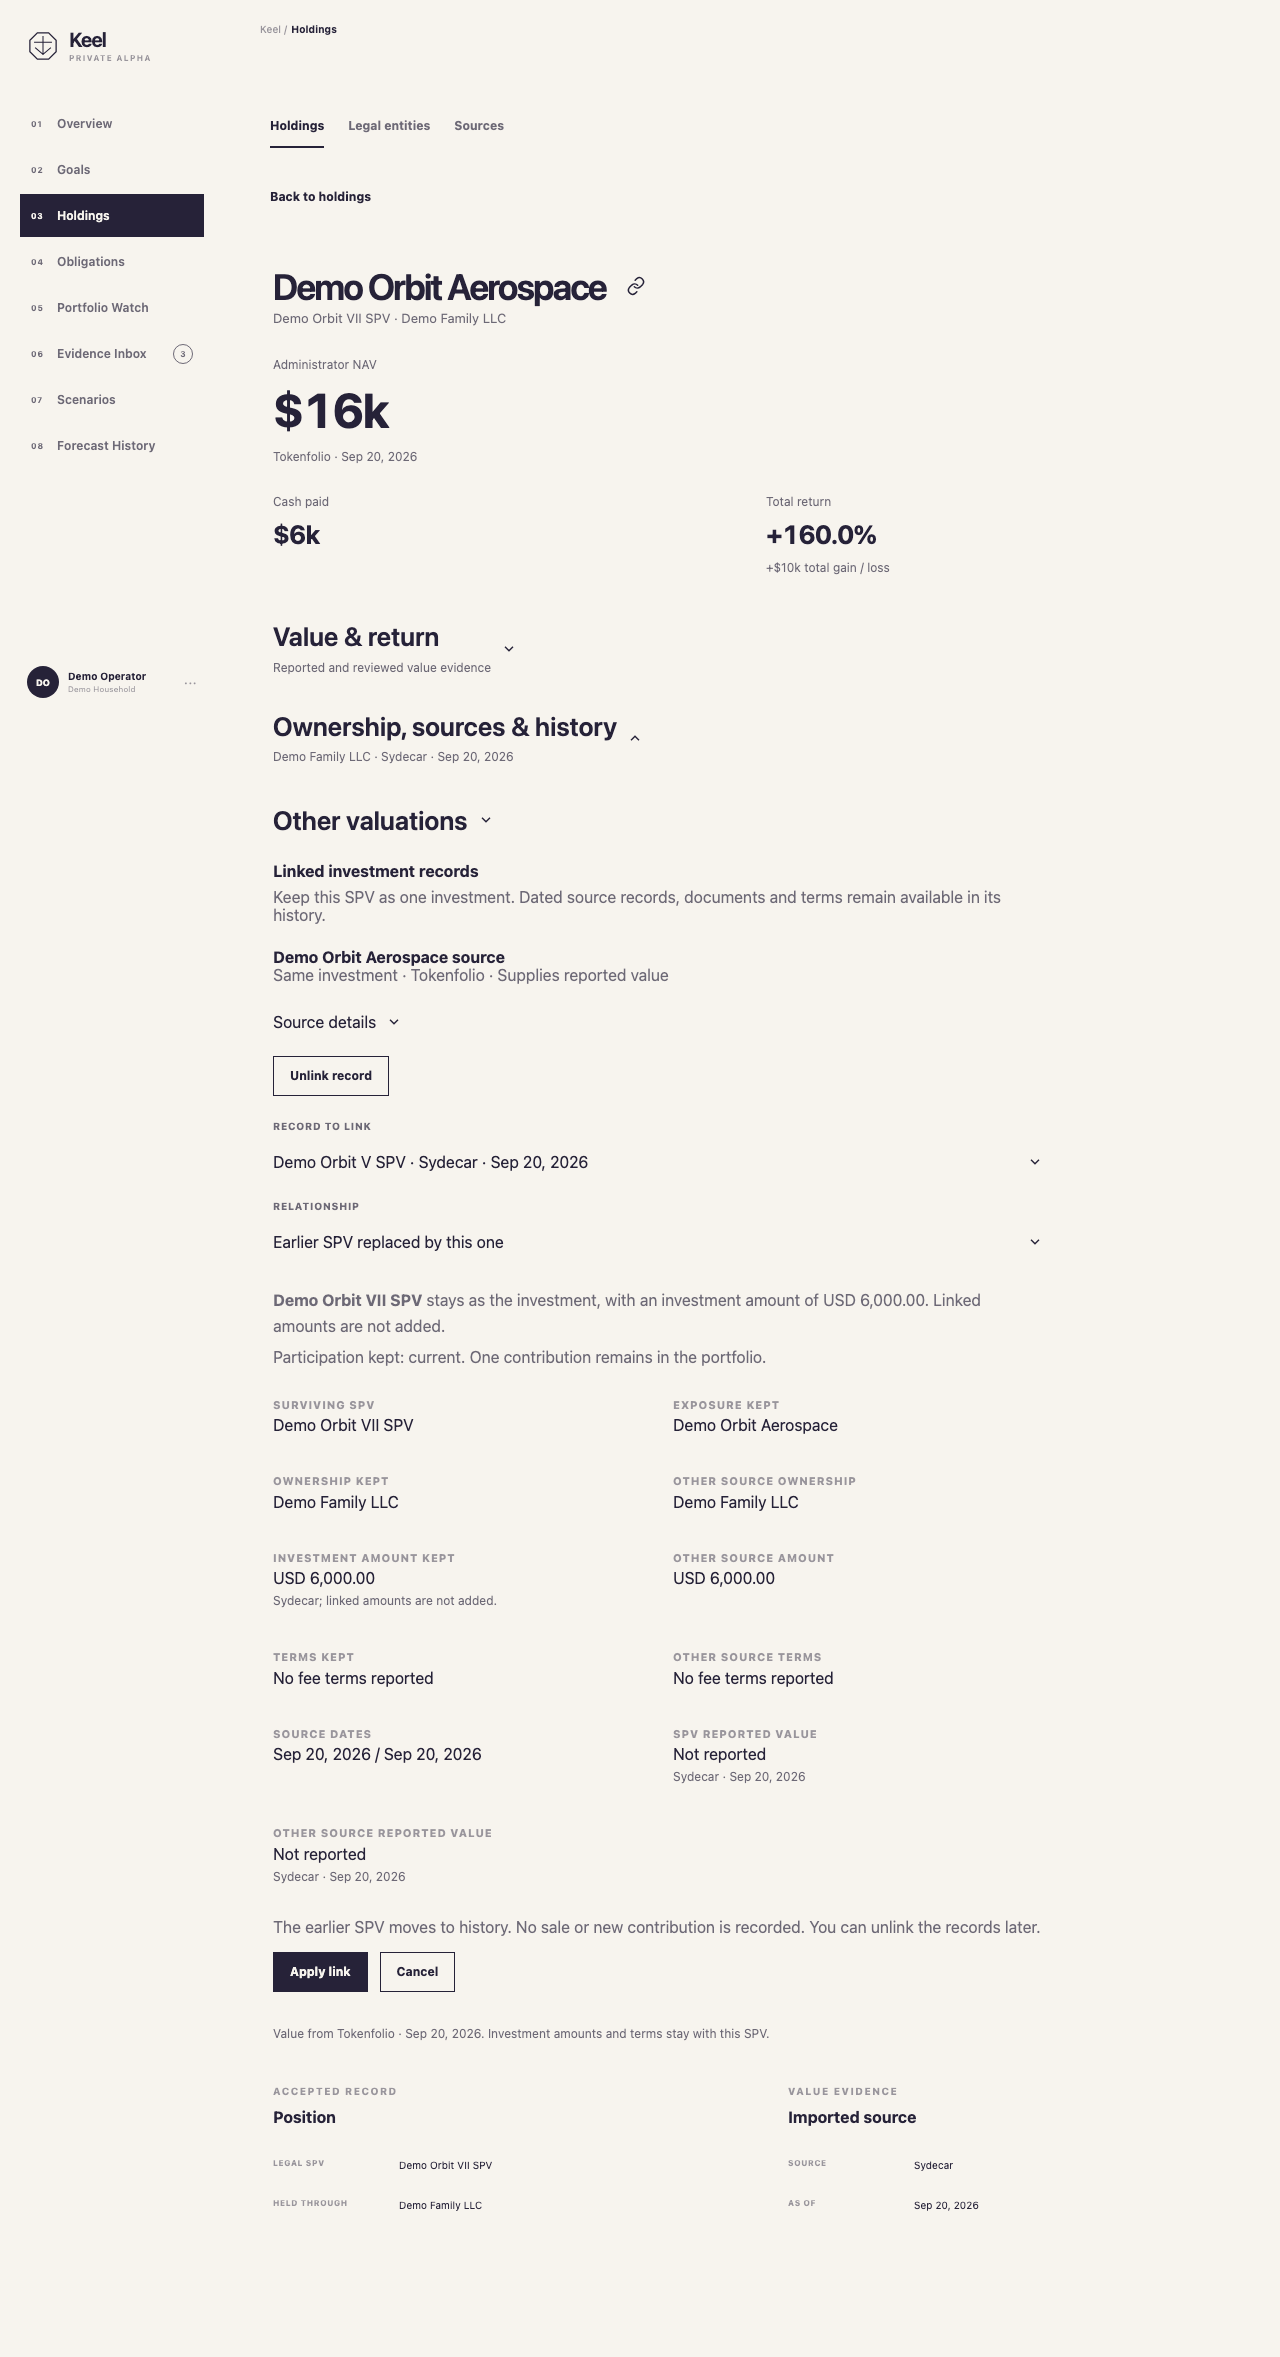 Keel
PRIVATE ALPHA
01 Overview
02 Goals
03 Holdings
04 Obligations
05 Portfolio Watch
06 Evidence Inbox 3
07 Scenarios
08 Forecast History
DO Demo Operator ...
Demo Household
Keel / Holdings
Holdings Legal entities Sources
Back to holdings
Demo Orbit Aerospace
Demo Orbit VII SPV · Demo Family LLC
Administrator NAV
$16k
Tokenfolio · Sep 20, 2026
Cash paid
$6k
Total return
+160.0%
+$10k total gain / loss
Value & return
Reported and reviewed value evidence
Ownership, sources & history
Demo Family LLC · Sydecar · Sep 20, 2026
Other valuations
Linked investment records
Keep this SPV as one investment. Dated source records, documents and terms remain available in its
history.
Demo Orbit Aerospace source
Same investment · Tokenfolio · Supplies reported value
Source details
Unlink record
RECORD TO LINK
Demo Orbit V SPV · Sydecar · Sep 20, 2026
RELATIONSHIP
Earlier SPV replaced by this one
Demo Orbit VII SPV stays as the investment, with an investment amount of USD 6,000.00. Linked
amounts are not added.
Participation kept: current. One contribution remains in the portfolio.
SURVIVING SPV
Demo Orbit VII SPV
EXPOSURE KEPT
Demo Orbit Aerospace
OWNERSHIP KEPT
Demo Family LLC
OTHER SOURCE OWNERSHIP
Demo Family LLC
INVESTMENT AMOUNT KEPT
USD 6,000.00
Sydecar; linked amounts are not added.
OTHER SOURCE AMOUNT
USD 6,000.00
TERMS KEPT
No fee terms reported
OTHER SOURCE TERMS
No fee terms reported
SOURCE DATES
Sep 20, 2026 / Sep 20, 2026
SPV REPORTED VALUE
Not reported
Sydecar · Sep 20, 2026
OTHER SOURCE REPORTED VALUE
Not reported
Sydecar · Sep 20, 2026
The earlier SPV moves to history. No sale or new contribution is recorded. You can unlink the records later.
Apply link Cancel
Value from Tokenfolio · Sep 20, 2026. Investment amounts and terms stay with this SPV.
ACCEPTED RECORD
Position
LEGAL SPV Demo Orbit VII SPV
HELD THROUGH Demo Family LLC
VALUE EVIDENCE
Imported source
SOURCE Sydecar
AS OF Sep 20, 2026